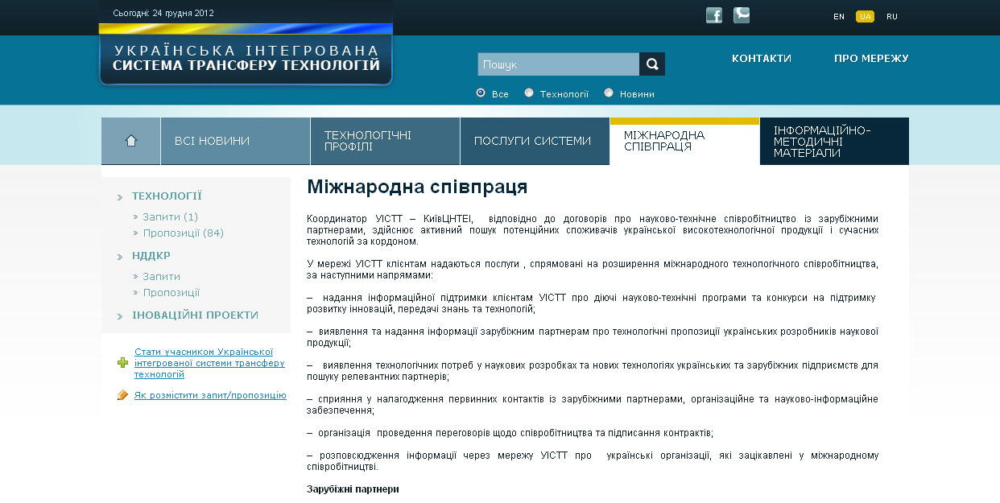 Сьогодні: 24 грудня 2012
EN UA RU
УКРАЇНСЬКА ІНТЕГРОВАНА
СИСТЕМА ТРАНСФЕРУ ТЕХНОЛОГІЙ
Пошук
КОНТАКТИ
ПРО МЕРЕЖУ
Все Технології Новини
ВСІ НОВИНИ
ТЕХНОЛОГІЧНІ
ПРОФІЛІ
ПОСЛУГИ СИСТЕМИ
МІЖНАРОДНА
СПІВПРАЦЯ
ІНФОРМАЦІЙНО-
МЕТОДИЧНІ
МАТЕРІАЛИ
ТЕХНОЛОГІЇ
Запити (1)
Пропозиції (84)
НДДКР
Запити
Пропозиції
ІНОВАЦІЙНІ ПРОЕКТИ
Стати учасником Української
інтегрованої системи трансферу
технологій
Як розмістити запит/пропозицію
Міжнародна співпраця
Координатор УІСТТ – КиївЦНТЕІ, відповідно до договорів про науково-технічне співробітництво із зарубіжними
партнерами, здійснює активний пошук потенційних споживачів української високотехнологічної продукції і сучасних
технологій за кордоном.
У мережі УІСТТ клієнтам надаються послуги , спрямовані на розширення міжнародного технологічного співробітництва,
за наступними напрямами:
– надання інформаційної підтримки клієнтам УІСТТ про діючі науково-технічні програми та конкурси на підтримку
розвитку інновацій, передачі знань та технологій;
– виявлення та надання інформації зарубіжним партнерам про технологічні пропозиції українських розробників наукової
продукції;
– виявлення технологічних потреб у наукових розробках та нових технологіях українських та зарубіжних підприємств для
пошуку релевантних партнерів;
– сприяння у налагодження первинних контактів із зарубіжними партнерами, організаційне та науково-інформаційне
забезпечення;
– організація проведення переговорів щодо співробітництва та підписання контрактів;
– розповсюдження інформації через мережу УІСТТ про українські організації, які зацікавлені у міжнародному
співробітництві.
Зарубіжні партнери